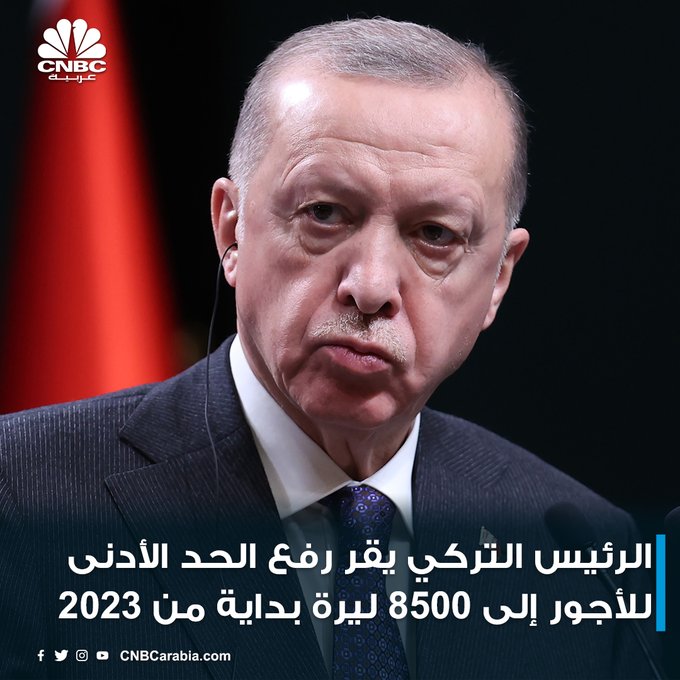 CNBC
عربية
الرئيس التركي يقر رفع الحد الأدنى
للأجور إلى 8500 ليرة بداية من 2023
CNBCarabia.com